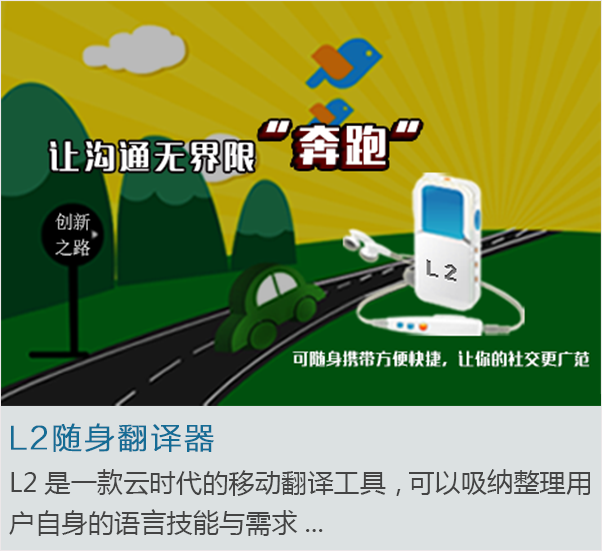 让沟通无界限“奔跑“
创新
之路
L2
可随身携带方便快捷，让你的社交更广范
L2随身翻译器
L2 是一款云时代的移动翻译工具 , 可以吸纳整理用
户自身的语言技能与需求 ...